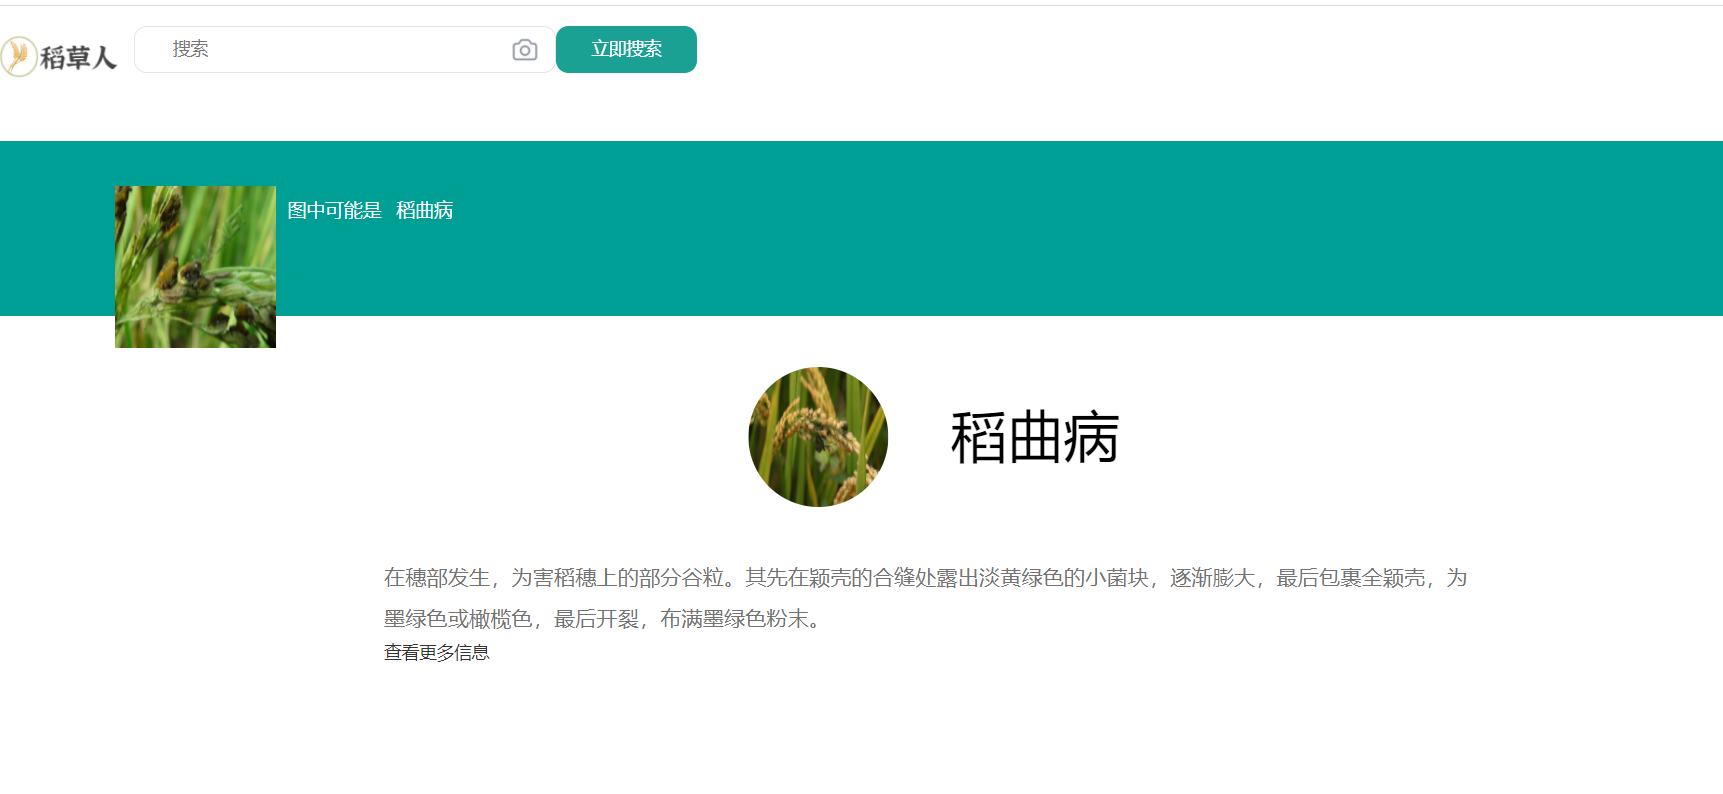 稻草人
搜索
立即搜索
图中可能是 稻曲病
稻曲病
在穗部发生，为害稻穗上的部分谷粒。其先在颖壳的合缝处露出淡黄绿色的小菌块，逐渐膨大，最后包裹全颖壳，为
墨绿色或橄榄色，最后开裂，布满墨绿色粉末。
查看更多信息